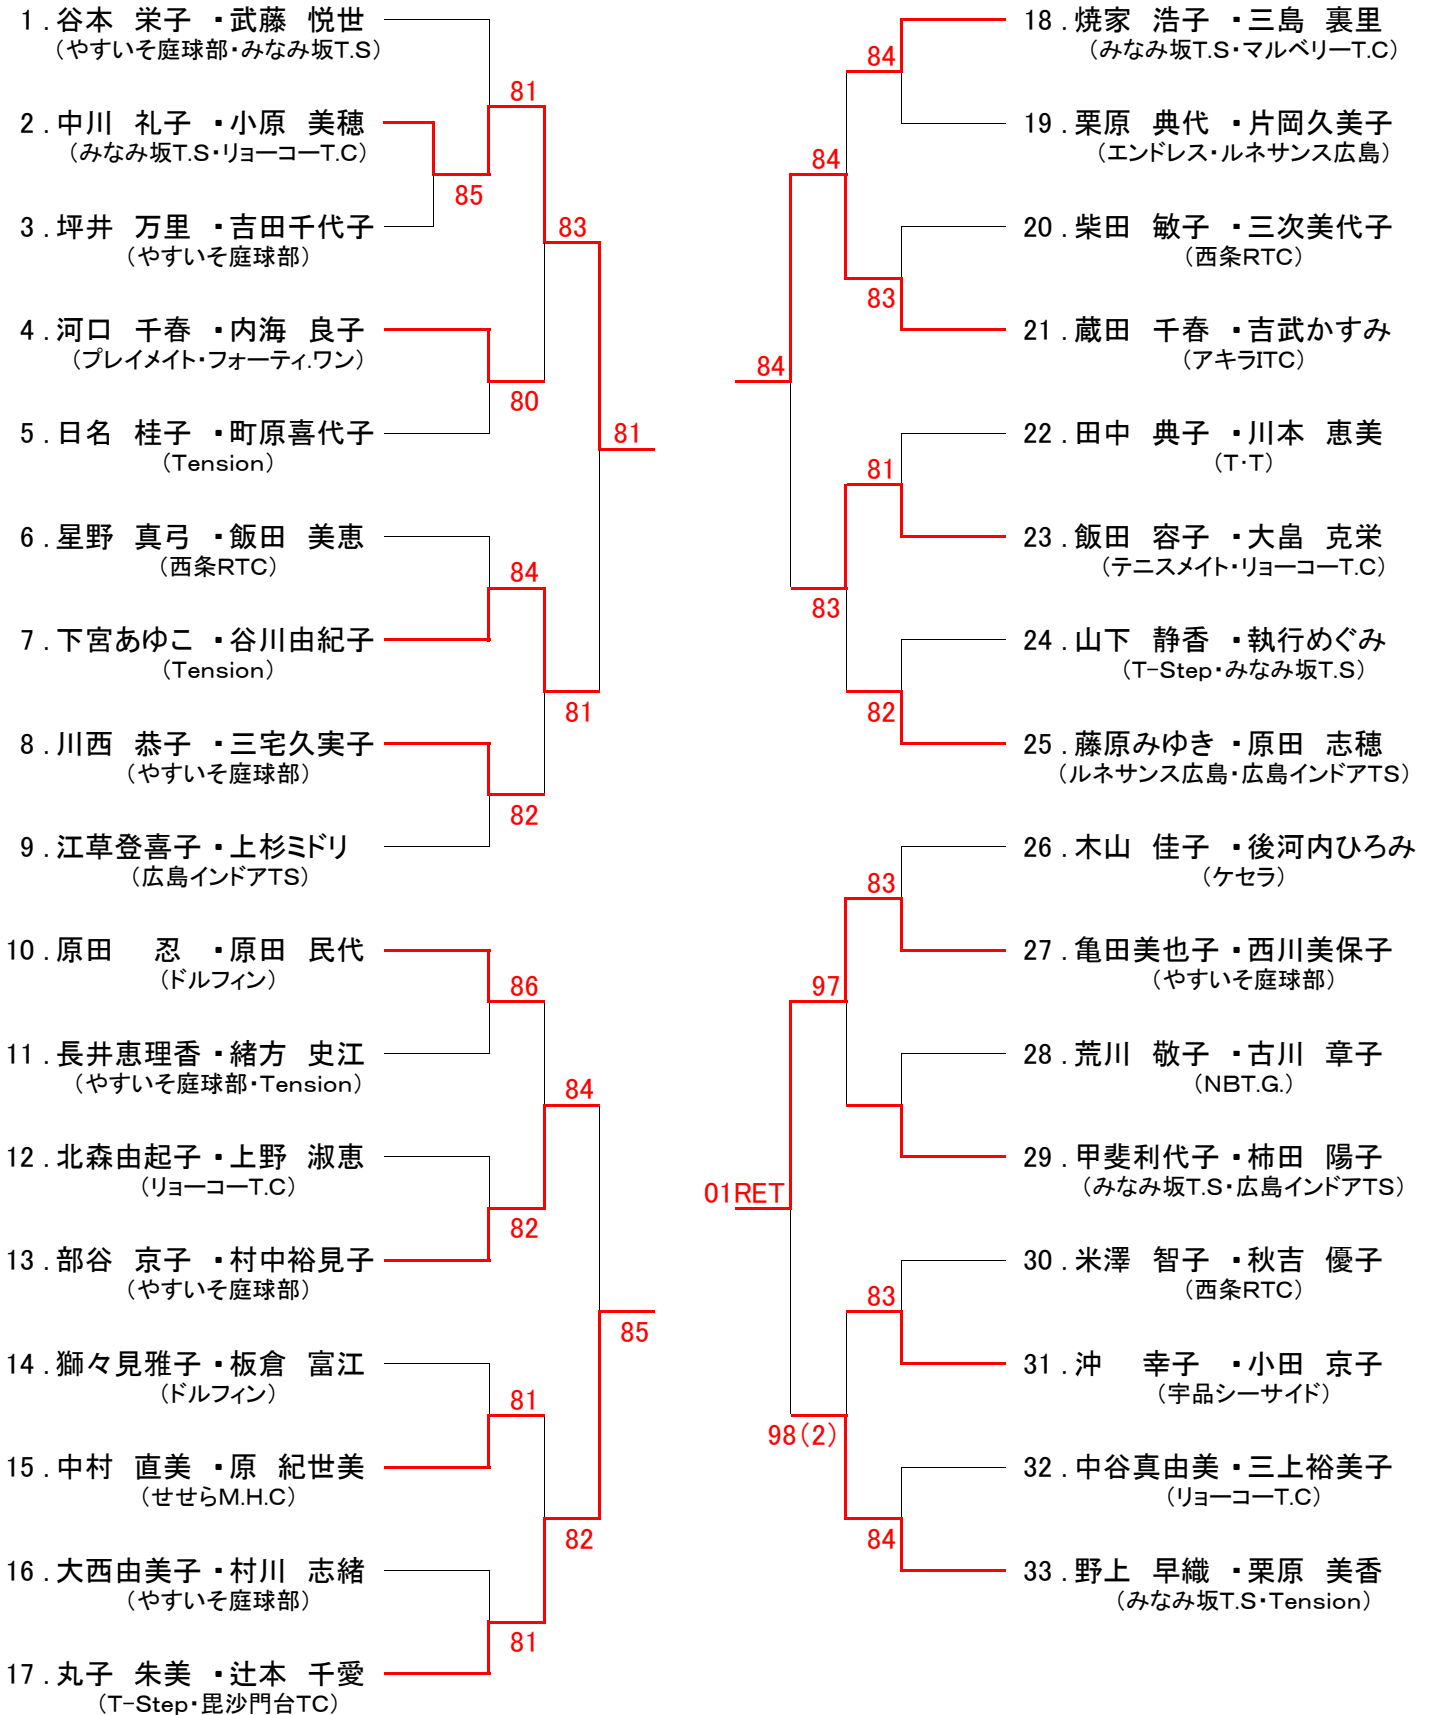 1．谷本　栄子　・武藤　悦世
（やすいそ庭球部・みなみ坂T.S）
81
2．中川　礼子　・小原　美穂
（みなみ坂T.S・リョーコーT.C）
85
3．坪井　万里　・吉田千代子
（やすいそ庭球部）
83
4．河口　千春　・内海　良子
（プレイメイト・フォーティ.ワン）
80
5．日名　桂子　・町原喜代子
（Tension）
81
6．星野　真弓　・飯田　美恵
（西条RTC）
84
7．下宮あゆこ　・谷川由紀子
（Tension）
81
8．川西　恭子　・三宅久実子
（やすいそ庭球部）
82
9．江草登喜子・上杉ミドリ
（広島インドアTS）
10．原田　　忍　・原田　民代
（ドルフィン）
86
11．長井恵理香・緒方　史江
（やすいそ庭球部・Tension）
84
12．北森由起子・上野　淑恵
（リョーコーT.C）
82
13．部谷　京子　・村中裕見子
（やすいそ庭球部）
85
14．獅々見雅子・板倉　富江
（ドルフィン）
81
15．中村　直美　・原　紀世美
（せせらM.H.C）
82
16．大西由美子・村川　志緒
（やすいそ庭球部）
81
17．丸子　朱美　・辻本　千愛
（T-Step・毘沙門台TC）
18．焼家　浩子　・三島　裏里
（みなみ坂T.S・マルベリーT.C）
84
19．栗原　典代　・片岡久美子
（エンドレス・ルネサンス広島）
84
20．柴田　敏子　・三次美代子
（西条RTC）
83
21．蔵田　千春　・吉武かすみ
（アキラITC）
84
22．田中　典子　・川本　恵美
（T・T）
81
23．飯田　容子　・大畠　克栄
（テニスメイト・リョーコーT.C）
83
24．山下　静香　・執行めぐみ
（T-Step・みなみ坂T.S）
82
25．藤原みゆき　・原田　志穂
（ルネサンス広島・広島インドアTS）
26．木山　佳子　・後河内ひろみ
（ケセラ）
83
27．亀田美也子・西川美保子
（やすいそ庭球部）
97
28．荒川　敬子　・古川　章子
（NBT.G.）
29．甲斐利代子・柿田　陽子
（みなみ坂T.S・広島インドアTS）
01RET
30．米澤　智子　・秋吉　優子
（西条RTC）
83
31．沖　　幸子　・小田　京子
（宇品シーサイド）
98（2）
32．中谷真由美・三上裕美子
（リョーコーT.C）
84
33．野上　早織　・栗原　美香
（みなみ坂T.S・Tension）